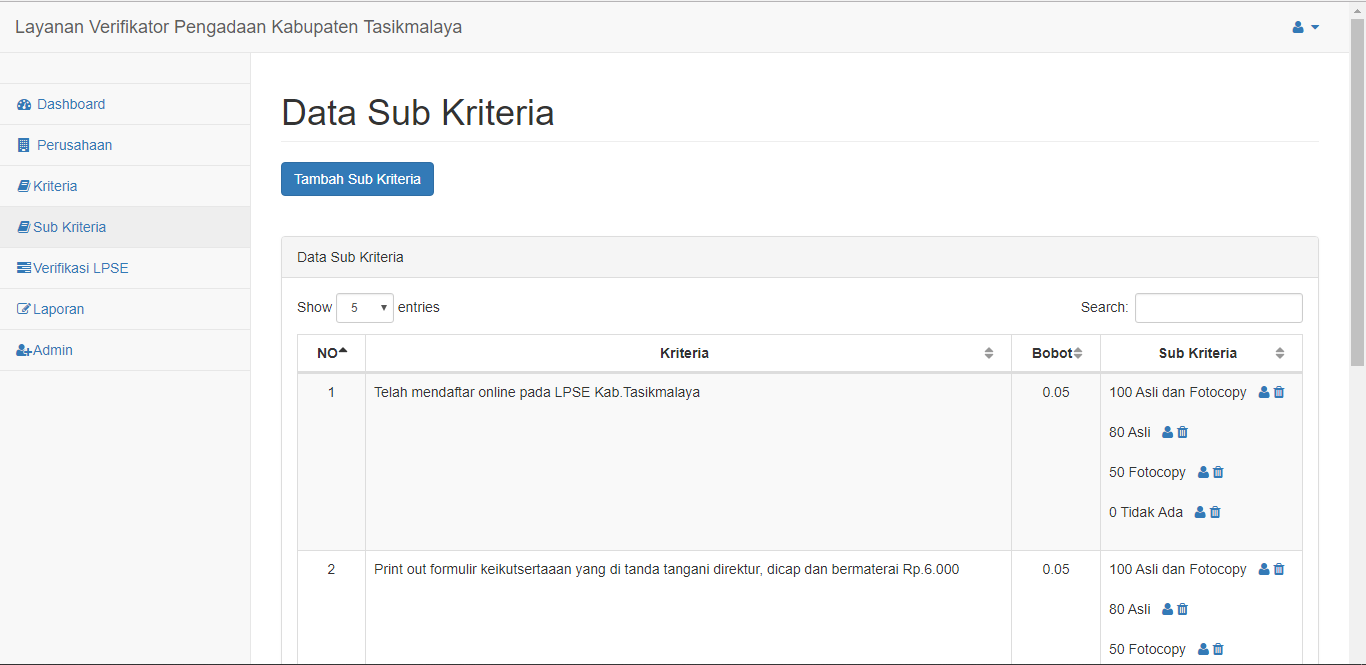 Layanan Verifikator Pengadaan Kabupaten Tasikmalaya
Dashboard
Perusahaan
Kriteria
Sub Kriteria
Verifikasi LPSE
Laporan
Admin
Data Sub Kriteria
Tambah Sub Kriteria
Data Sub Kriteria
Show 5 entries Search:
NO Kriteria Bobot Sub Kriteria
1 Telah mendaftar online pada LPSE Kab.Tasikmalaya 0.05 100 Asli dan Fotocopy
80 Asli
50 Fotocopy
0 Tidak Ada
2 Print out formulir keikutsertaaan yang di tanda tangani direktur, dicap dan bermaterai Rp.6.000 0.05 100 Asli dan Fotocopy
80 Asli
50 Fotocopy